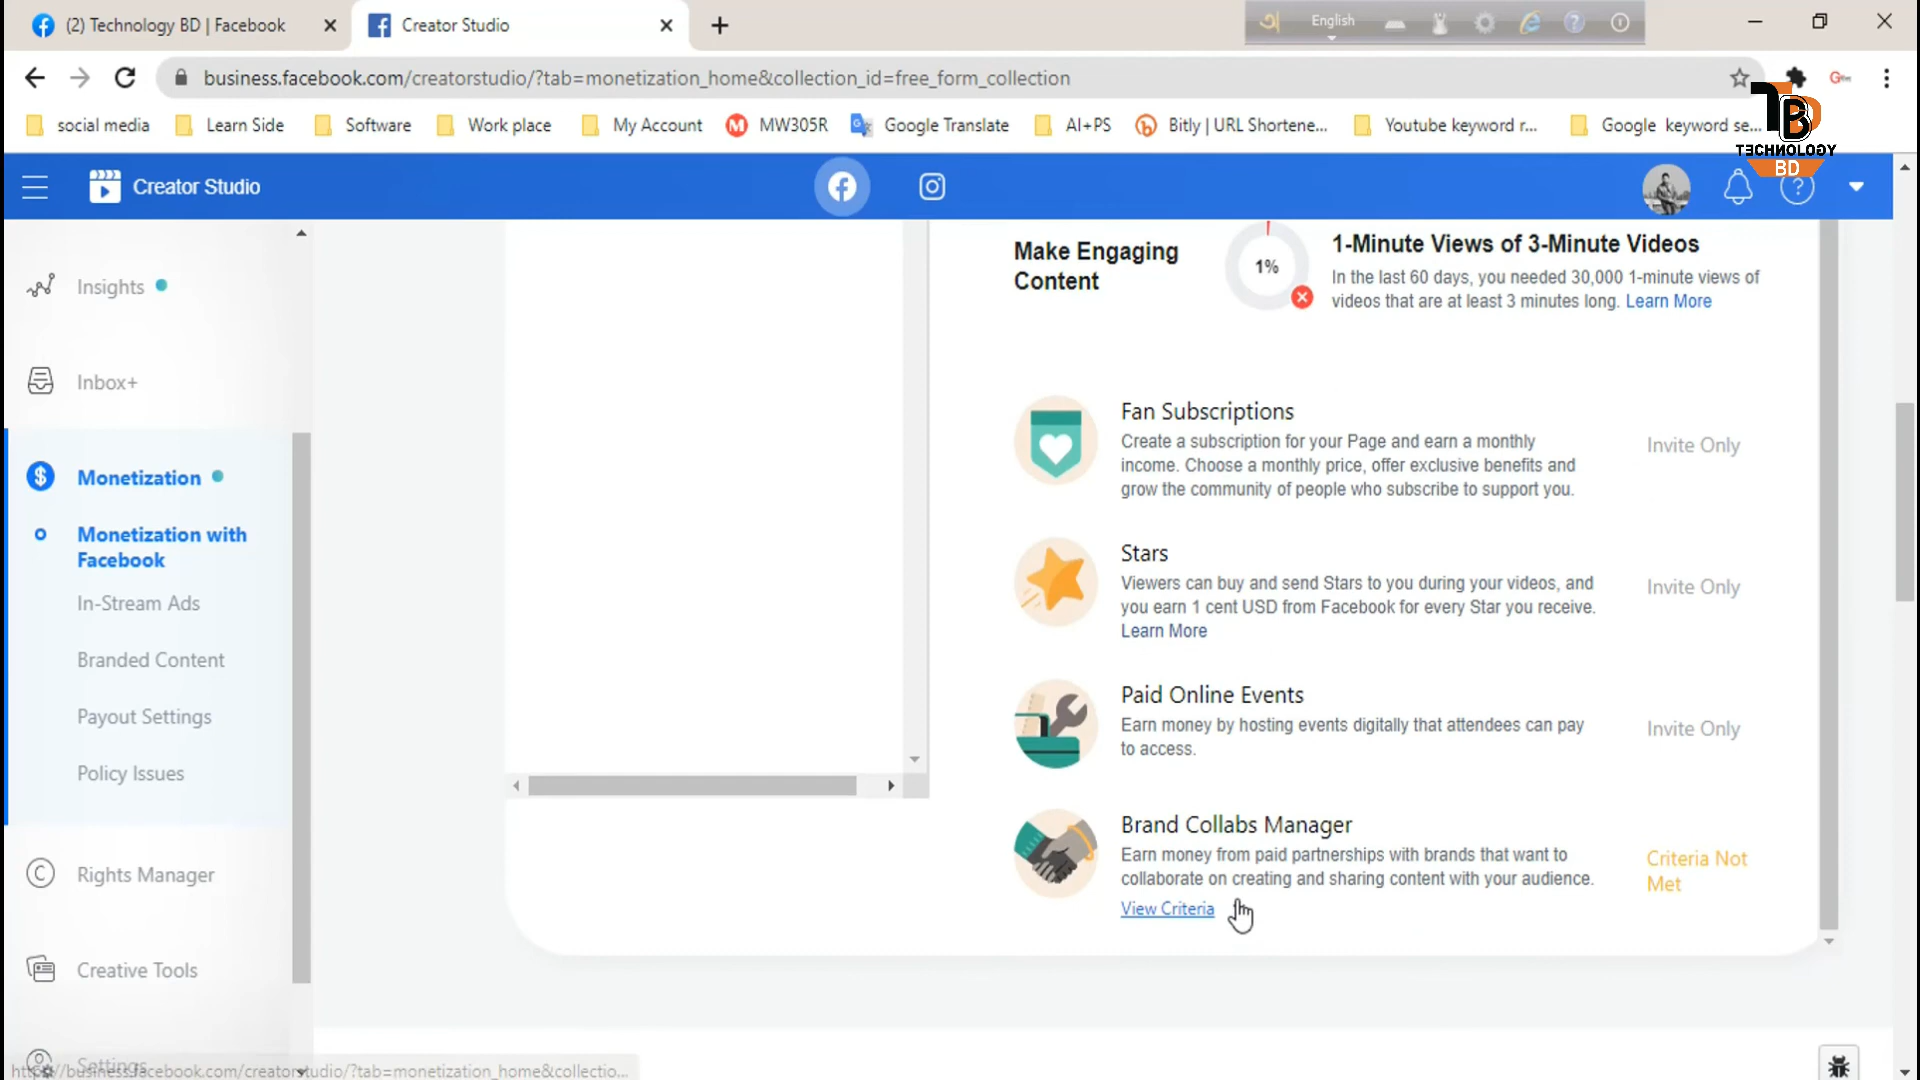 (2) Technology BD | Facebook
Creator Studio
English
business.facebook.com/creatorstudio/?tab=monetization_home&collection_id=free_form_collection
social media
Learn Side
Software
Work place
My Account
MW305R
Google Translate
AI+PS
Bitly | URL Shortene...
Youtube keyword r...
Google keyword se...
TECHNOLOGY
BD
Creator Studio
Insights
Inbox+
Monetization
Monetization with
Facebook
In-Stream Ads
Branded Content
Payout Settings
Policy Issues
Rights Manager
Creative Tools
Settings
Make Engaging
Content
1%
1-Minute Views of 3-Minute Videos
In the last 60 days, you needed 30,000 1-minute views of
videos that are at least 3 minutes long. Learn More
Fan Subscriptions
Create a subscription for your Page and earn a monthly
income. Choose a monthly price, offer exclusive benefits and
grow the community of people who subscribe to support you.
Invite Only
Stars
Viewers can buy and send Stars to you during your videos, and
you earn 1 cent USD from Facebook for every Star you receive.
Learn More
Invite Only
Paid Online Events
Earn money by hosting events digitally that attendees can pay
to access.
Invite Only
Brand Collabs Manager
Earn money from paid partnerships with brands that want to
collaborate on creating and sharing content with your audience.
View Criteria
Criteria Not
Met
https://business.facebook.com/creatorstudio/?tab=monetization_home&collectio...